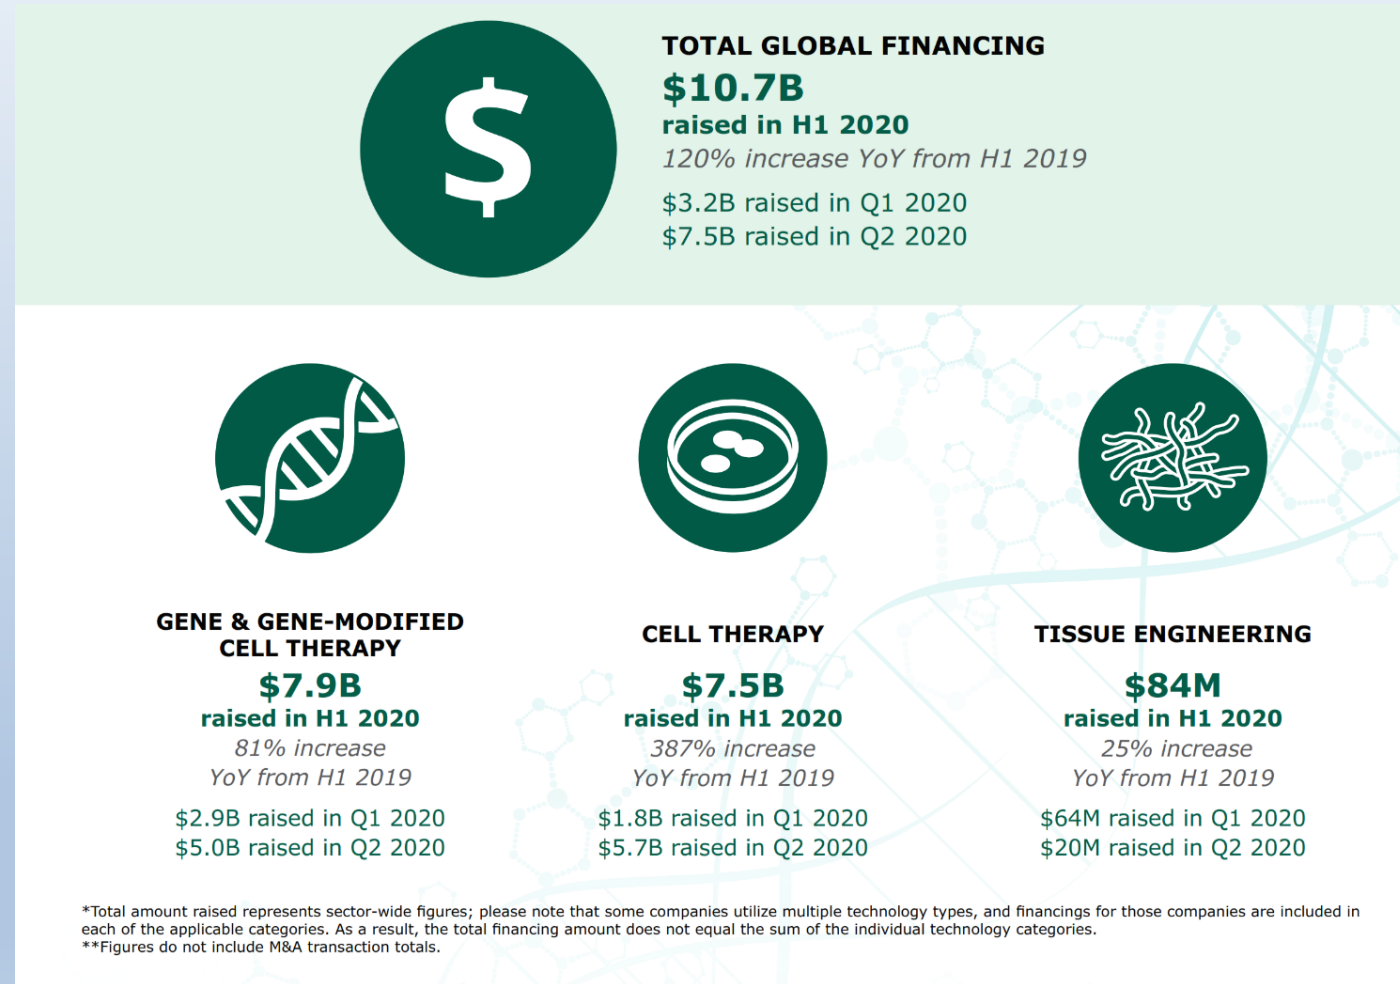 $
TOTAL GLOBAL FINANCING
$10.7B
raised in H1 2020
120% increase YoY from H1 2019
$3.2B raised in Q1 2020
$7.5B raised in Q2 2020
GENE & GENE-MODIFIED
CELL THERAPY
$7.9B
raised in H1 2020
81% increase
YoY from H1 2019
$2.9B raised in Q1 2020
$5.0B raised in Q2 2020
CELL THERAPY
$7.5B
raised in H1 2020
387% increase
YoY from H1 2019
$1.8B raised in Q1 2020
$5.7B raised in Q2 2020
TISSUE ENGINEERING
$84M
raised in H1 2020
25% increase
YoY from H1 2019
$64M raised in Q1 2020
$20M raised in Q2 2020
*Total amount raised represents sector-wide figures; please note that some companies utilize multiple technology types, and financings for those companies are included in
each of the applicable categories. As a result, the total financing amount does not equal the sum of the individual technology categories.
**Figures do not include M&A transaction totals.